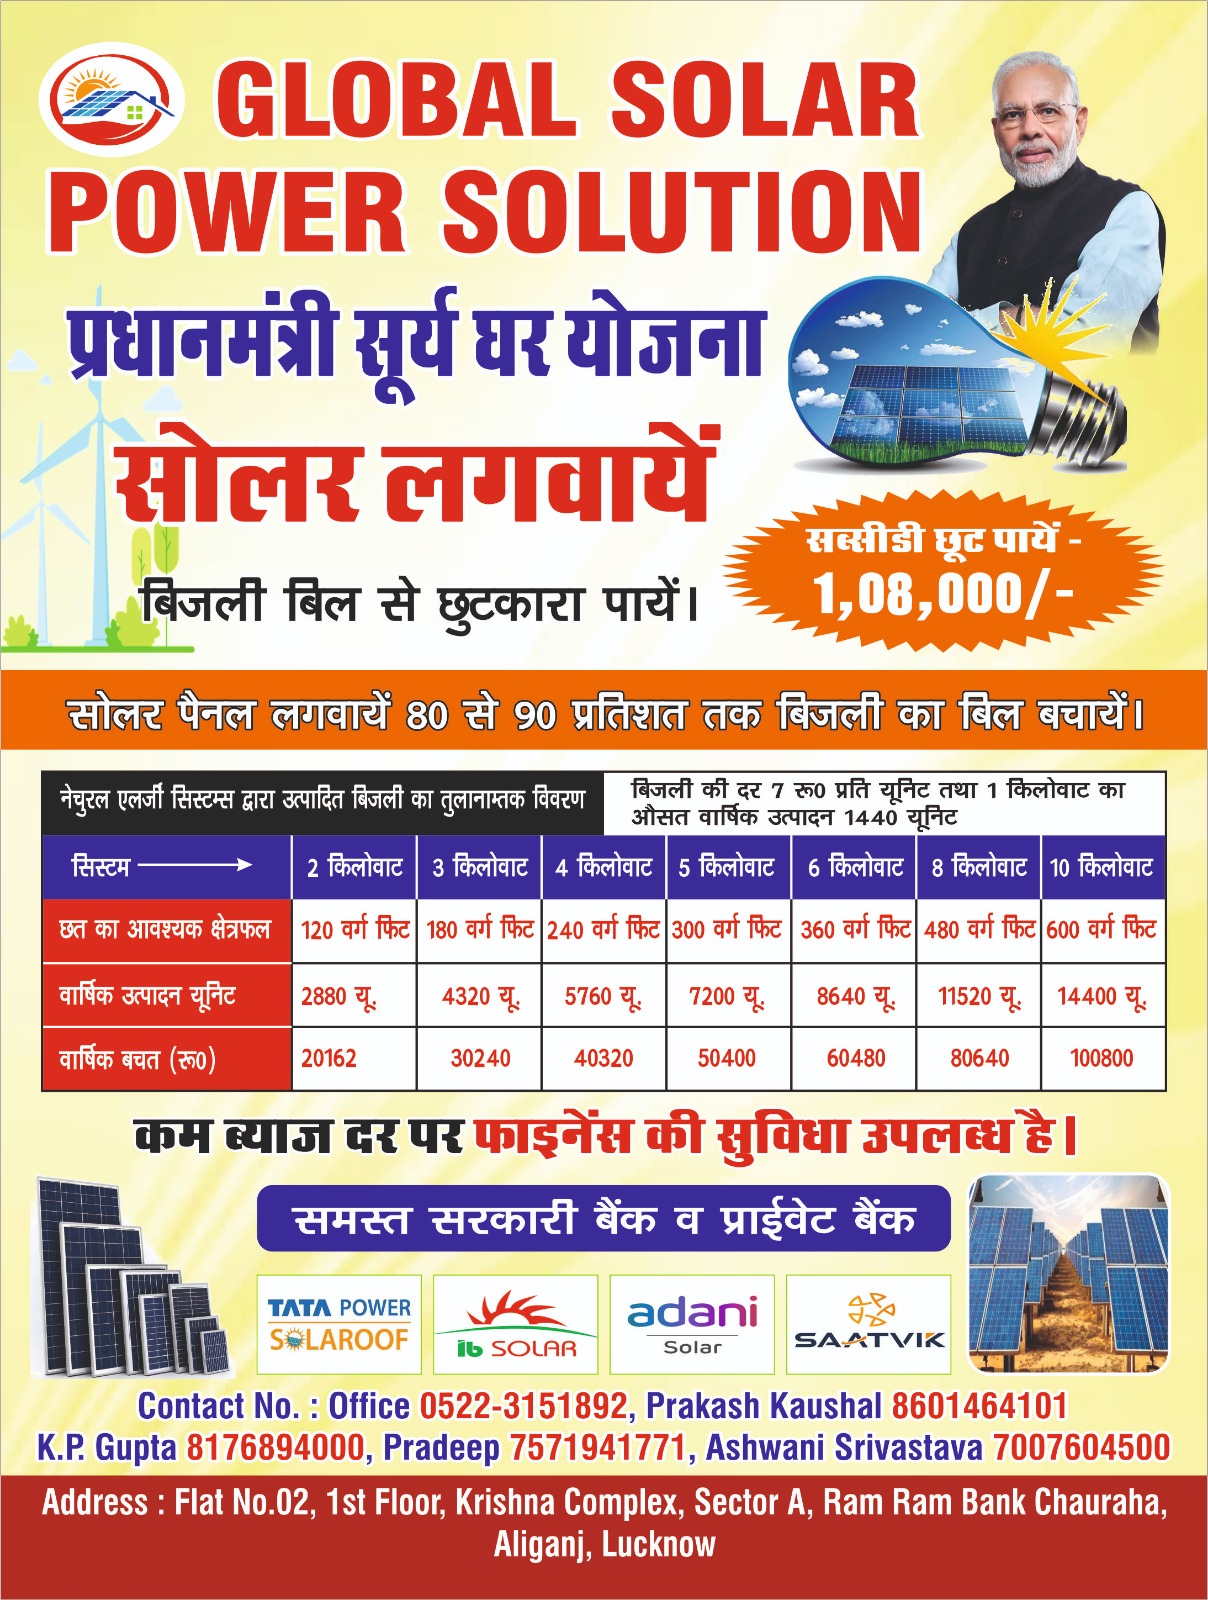 GLOBAL SOLAR
POWER SOLUTION
प्रधानमंत्री सूर्य घर योजना
सोलर लगवायें
बिजली बिल से छुटकारा पायें।
सब्सीडी छूट पायें -
1,08,000/-
सोलर पैनल लगवायें 80 से 90 प्रतिशत तक बिजली का बिल बचायें।
नेचुरल एलर्जी सिस्टम्स द्वारा उत्पादित बिजली का तुलानाम्तक विवरण
बिजली की दर 7 रू0 प्रति यूनिट तथा 1 किलोवाट का
औसत वार्षिक उत्पादन 1440 यूनिट
सिस्टम 2 किलोवाट 3 किलोवाट 4 किलोवाट 5 किलोवाट 6 किलोवाट 8 किलोवाट 10 किलोवाट
छत का आवश्यक क्षेत्रफल 120 वर्ग फिट 180 वर्ग फिट 240 वर्ग फिट 300 वर्ग फिट 360 वर्ग फिट 480 वर्ग फिट 600 वर्ग फिट
वार्षिक उत्पादन यूनिट 2880 यू. 4320 यू. 5760 यू. 7200 यू. 8640 यू. 11520 यू. 14400 यू.
वार्षिक बचत (रू0) 20162 30240 40320 50400 60480 80640 100800
कम ब्याज दर पर फाइनेंस की सुविधा उपलब्ध है।
समस्त सरकारी बैंक व प्राईवेट बैंक
TATA POWER
SOLAROOF
ib SOLAR
adani
Solar
SAATVIK
Contact No. : Office 0522-3151892, Prakash Kaushal 8601464101
K.P. Gupta 8176894000, Pradeep 7571941771, Ashwani Srivastava 7007604500
Address : Flat No.02, 1st Floor, Krishna Complex, Sector A, Ram Ram Bank Chauraha,
Aliganj, Lucknow